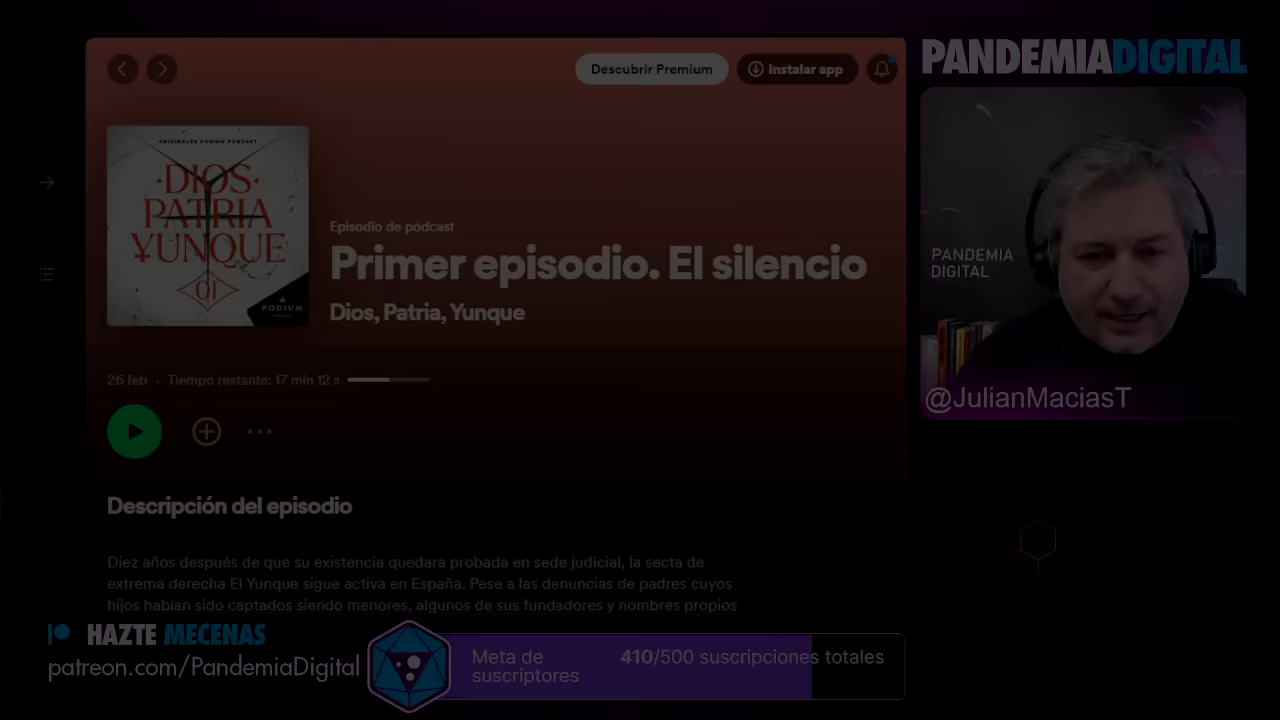 PANDEMIADIGITAL
Descubrir Premium
Instalar app
ORIGINALES PODIUM PODCAST
·DIOS·
PATRIA
YUNQUE
01
PODIUM
Episodio de pódcast
Primer episodio. El silencio
Dios, Patria, Yunque
PANDEMIA
DIGITAL
@JulianMaciasT
26 feb · Tiempo restante: 17 min 12 s
Descripción del episodio
Diez años después de que su existencia quedara probada en sede judicial, la secta de
extrema derecha El Yunque sigue activa en España. Pese a las denuncias de padres cuyos
hijos habían sido captados siendo menores, algunos de sus fundadores y nombres propios
HAZTE MECENAS
patreon.com/PandemiaDigital
Meta de
suscriptores
410/500 suscripciones totales